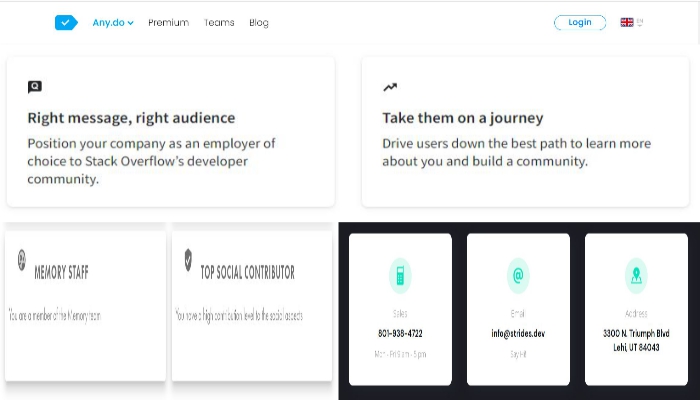 Any.do Premium Teams Blog Login EN
Right message, right audience
Position your company as an employer of
choice to Stack Overflow's developer
community.
Take them on a journey
Drive users down the best path to learn more
about you and build a community.
MEMORY STAFF
You are a member of the Memory team
TOP SOCIAL CONTRIBUTOR
You have a high contribution level to the social aspects
Sales
801-938-4722
Mon - Fri 9 am - 5 pm
Email
info@strides.dev
Say Hi!
Address
3300 N. Triumph Blvd
Lehi, UT 84043